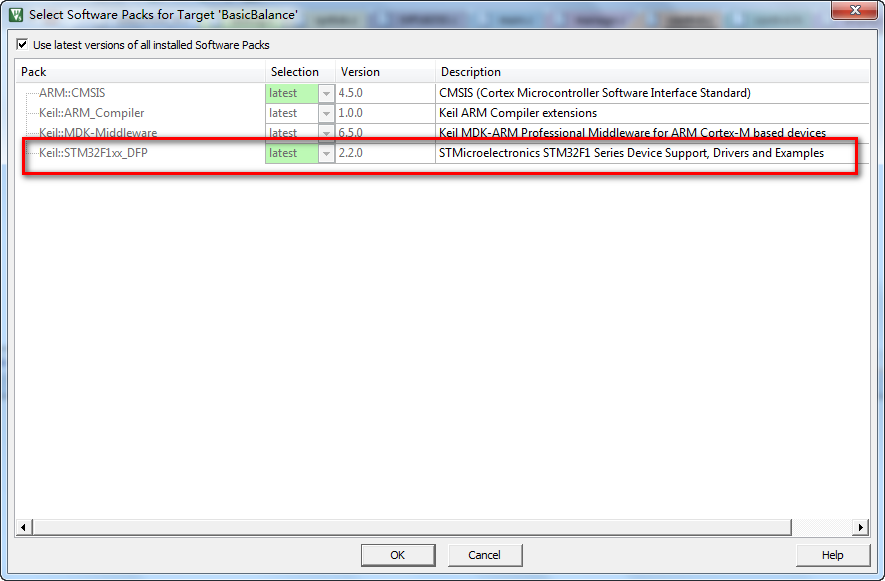 Select Software Packs for Target 'BasicBalance'
Use latest versions of all installed Software Packs
Pack Selection Version Description
ARM::CMSIS latest 4.5.0 CMSIS (Cortex Microcontroller Software Interface Standard)
Keil::ARM_Compiler latest 1.0.0 Keil ARM Compiler extensions
Keil::MDK-Middleware latest 6.5.0 Keil MDK-ARM Professional Middleware for ARM Cortex-M based devices
Keil::STM32F1xx_DFP latest 2.2.0 STMicroelectronics STM32F1 Series Device Support, Drivers and Examples
OK Cancel Help